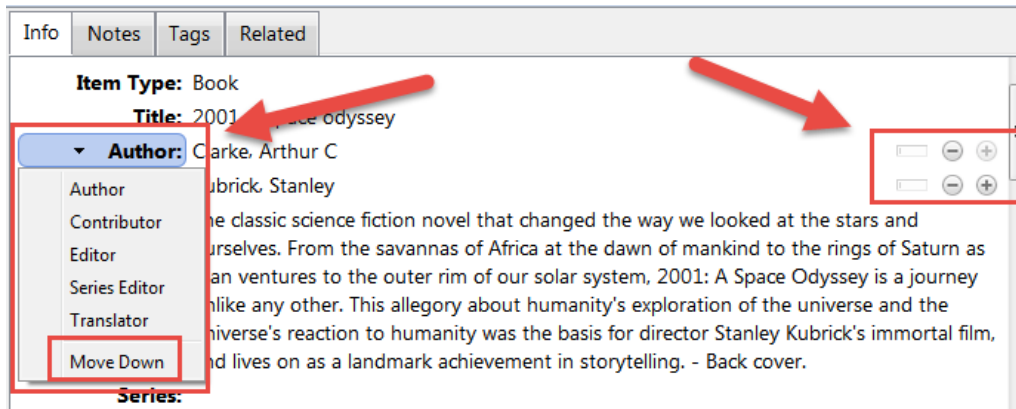 Info Notes Tags Related
Item Type: Book
Title: 2001 space odyssey
Author: Clarke, Arthur C
Author
ubrick, Stanley
Contributor
he classic science fiction novel that changed the way we looked at the stars and
Editor
urselves. From the savannas of Africa at the dawn of mankind to the rings of Saturn as
Series Editor
an ventures to the outer rim of our solar system, 2001: A Space Odyssey is a journey
nlike any other. This allegory about humanity's exploration of the universe and the
Translator
niverse's reaction to humanity was the basis for director Stanley Kubrick's immortal film,
Move Down
nd lives on as a landmark achievement in storytelling. - Back cover.
Series: